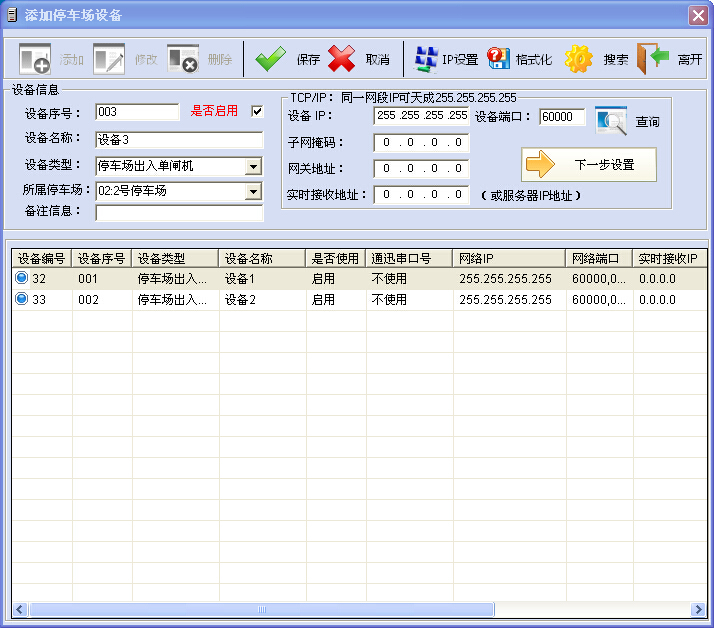 添加停车场设备
添加 修改 删除 保存 取消 IP设置 格式化 搜索 离开
设备信息
设备序号： 003 是否启用
设备名称： 设备3
设备类型： 停车场出入单闸机
所属停车场： 02:2号停车场
备注信息：
TCP/IP： 同一网段IP可天成255.255.255.255
设备 IP： 255 .255 .255 .255 设备端口： 60000 查询
子网掩码： 0 . 0 . 0 . 0
网关地址： 0 . 0 . 0 . 0 下一步设置
实时接收地址： 0 . 0 . 0 . 0 （或服务器IP地址）
设备编号 设备序号 设备类型 设备名称 是否使用 通迅串口号 网络IP 网络端口 实时接收IP
32 001 停车场出入... 设备1 启用 不使用 255.255.255.255 60000,0... 0.0.0.0
33 002 停车场出入... 设备2 启用 不使用 255.255.255.255 60000,0... 0.0.0.0